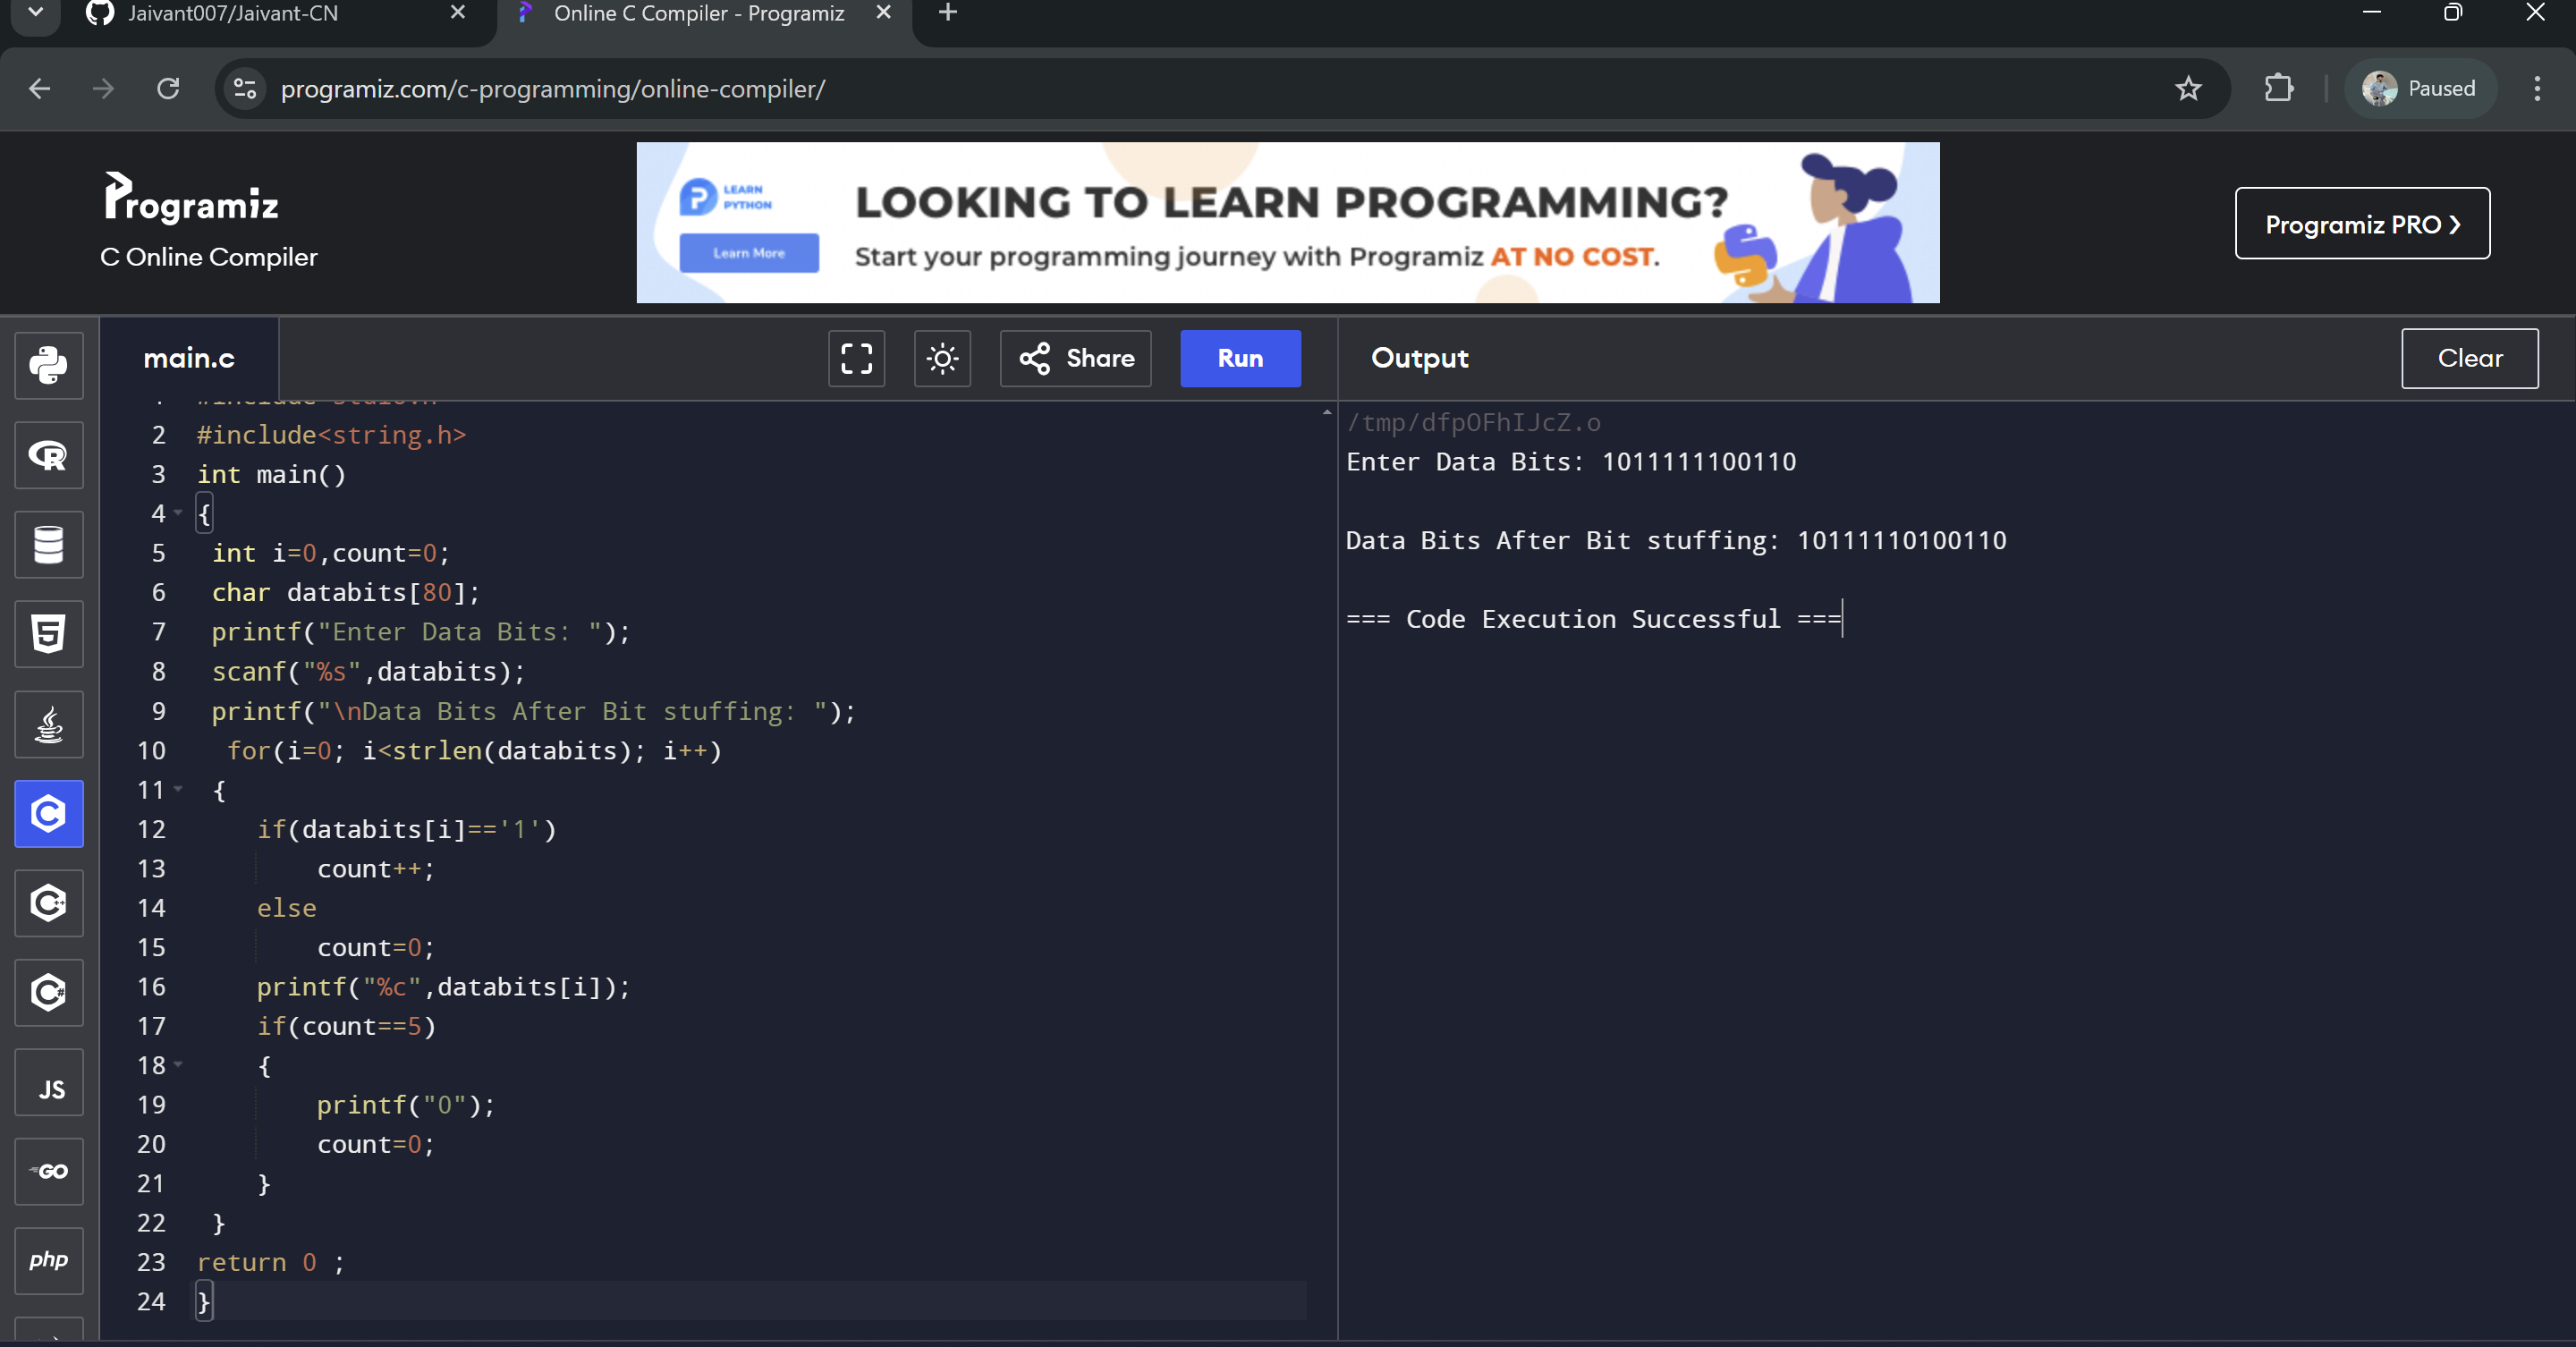 Jaivant007/Jaivant-CN
Online C Compiler - Programiz
programiz.com/c-programming/online-compiler/
Paused
Programiz
C Online Compiler
LEARN
PYTHON
Learn More
LOOKING TO LEARN PROGRAMMING?
Start your programming journey with Programiz AT NO COST.
Programiz PRO ❯
main.c
Share
Run
Output
Clear
2 #include<string.h>
3 int main()
4 {
5 int i=0,count=0;
6 char databits[80];
7 printf("Enter Data Bits: ");
8 scanf("%s",databits);
9 printf("\nData Bits After Bit stuffing: ");
10 for(i=0; i<strlen(databits); i++)
11 {
12 if(databits[i]=='1')
13 count++;
14 else
15 count=0;
16 printf("%c",databits[i]);
17 if(count==5)
18 {
19 printf("0");
20 count=0;
21 }
22 }
23 return 0 ;
24 }
/tmp/dfpOFhIJcZ.o
Enter Data Bits: 1011111100110
Data Bits After Bit stuffing: 10111110100110
=== Code Execution Successful ===
R
5
C
C++
C#
JS
GO
php